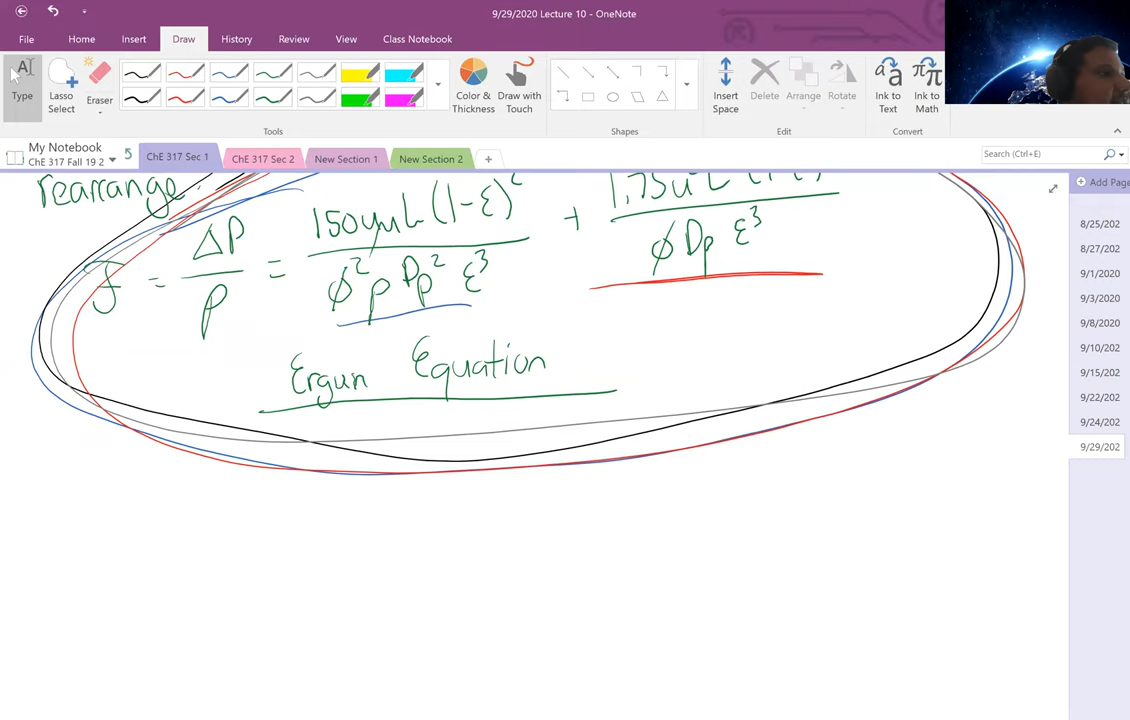 9/29/2020 Lecture 10 - OneNote
File Home Insert Draw History Review View Class Notebook
Type Lasso Select Eraser Color & Thickness Draw with Touch Insert Space Delete Arrange Rotate Ink to Text Ink to Math
Tools Shapes Edit Convert
My Notebook
ChE 317 Fall 19 2
ChE 317 Sec 1 ChE 317 Sec 2 New Section 1 New Section 2 +
Search (Ctrl+E)
Add Page
8/25/202
8/27/202
9/1/2020
9/3/2020
9/8/2020
9/10/202
9/15/202
9/22/202
9/24/202
9/29/202
rearrange
F = ΔP/ρ = 150μL(1-ε)²/φ²ρDp²ε³ + 1.75u²L/φDpε³
Ergun Equation